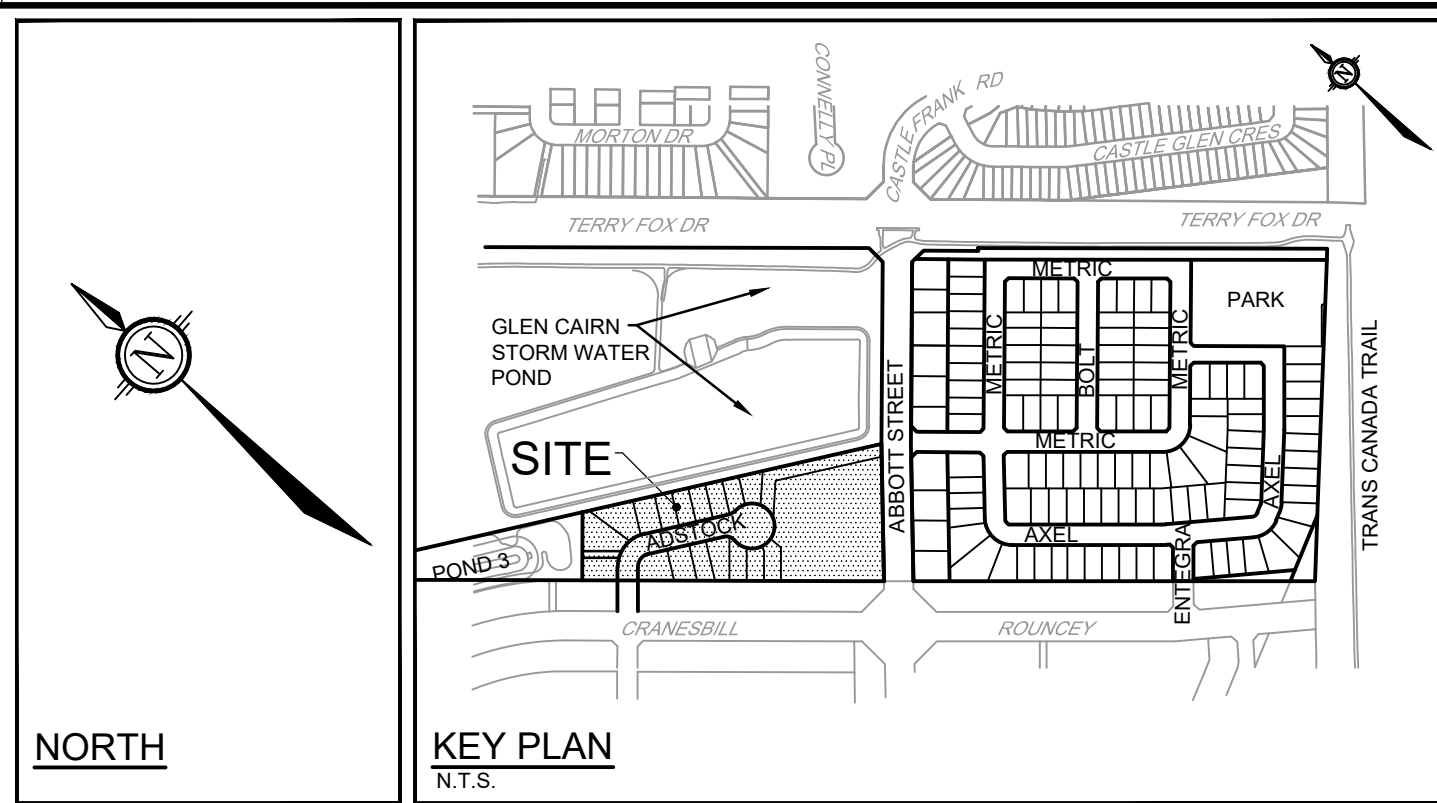 N
NORTH
N
CONNELLY PL
CASTLE FRANK RD
MORTON DR
CASTLE GLEN CRES
TERRY FOX DR
TERRY FOX DR
METRIC
PARK
GLEN CAIRN
STORM WATER
POND
METRIC
BOLT
METRIC
TRANS CANADA TRAIL
ABBOTT STREET
METRIC
SITE
AXEL
ADSTOCK
AXEL
POND 3
ENTEGRA
CRANESBILL
ROUNCEY
KEY PLAN
N.T.S.